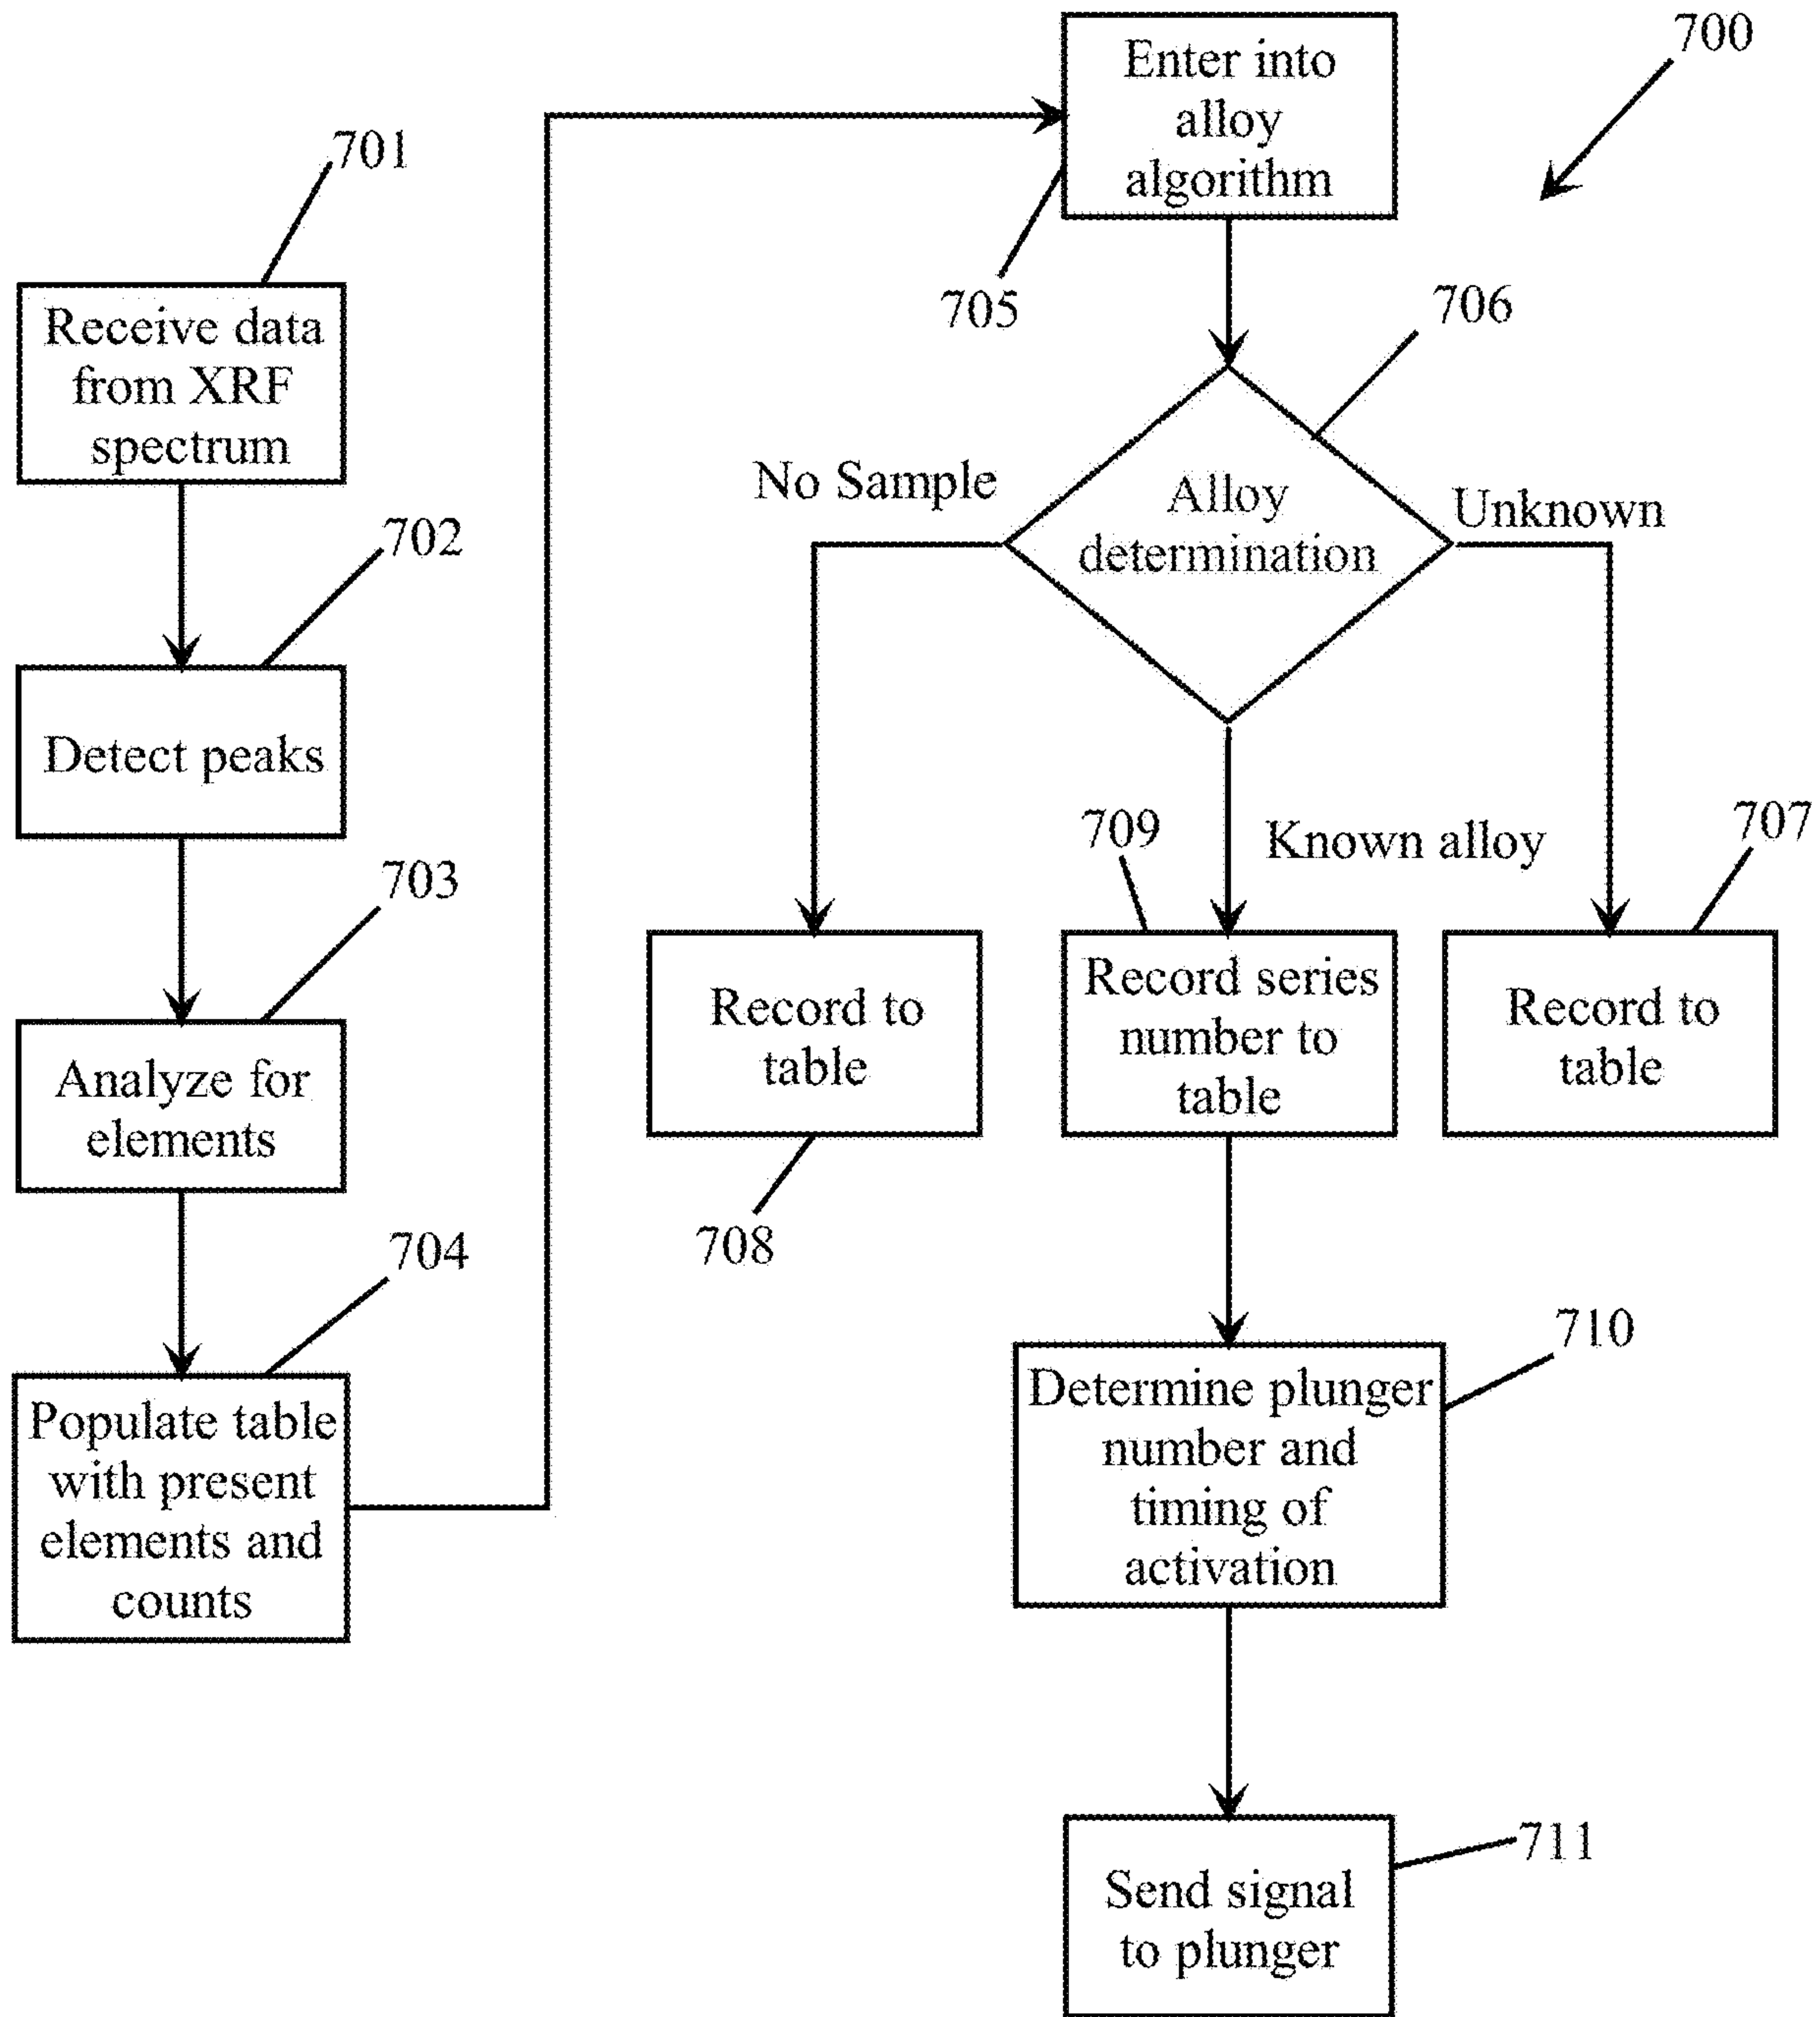 700
701
Receive data
from XRF
spectrum
702
Detect peaks
703
Analyze for
elements
704
Populate table
with present
elements and
counts
Enter into
alloy
algorithm
705
706
Alloy
determination
No Sample
Unknown
Known alloy
708
Record to
table
709
Record series
number to
table
707
Record to
table
710
Determine plunger
number and
timing of
activation
711
Send signal
to plunger